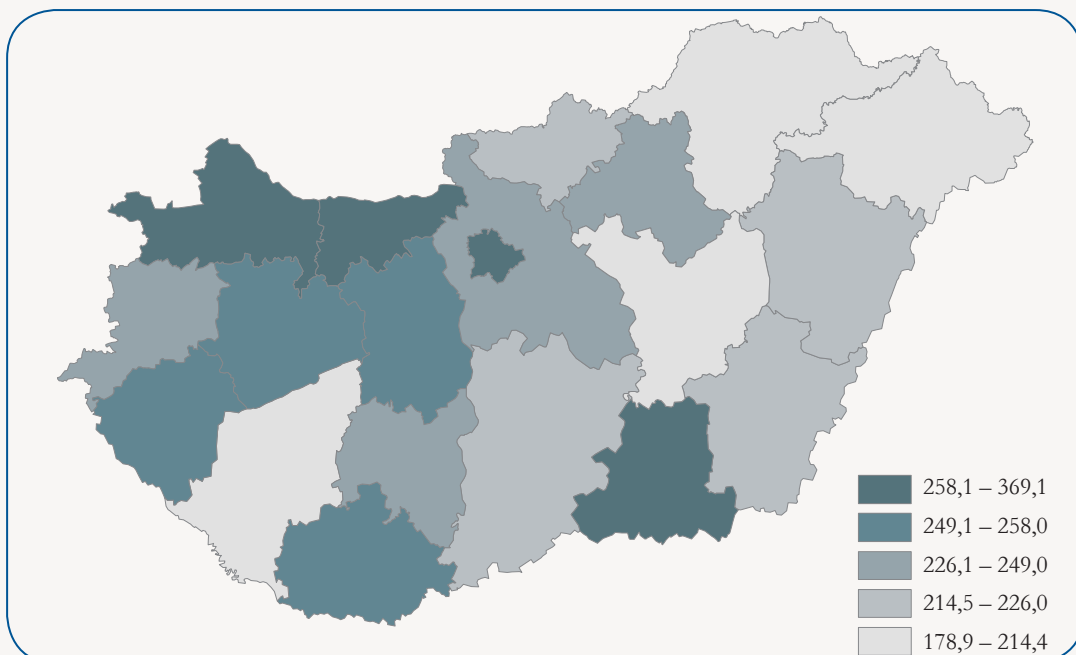 258,1 – 369,1
249,1 – 258,0
226,1 – 249,0
214,5 – 226,0
178,9 – 214,4